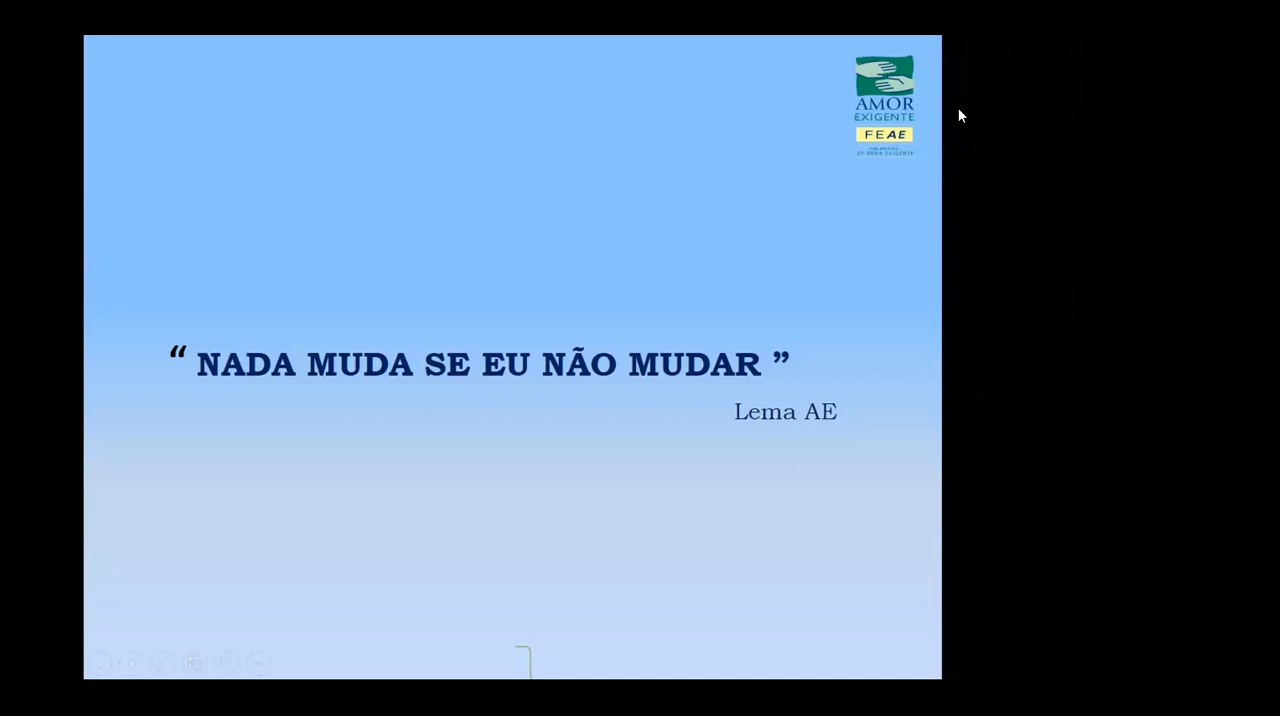 AMOR
EXIGENTE
FEAE
“ NADA MUDA SE EU NÃO MUDAR ”
Lema AE